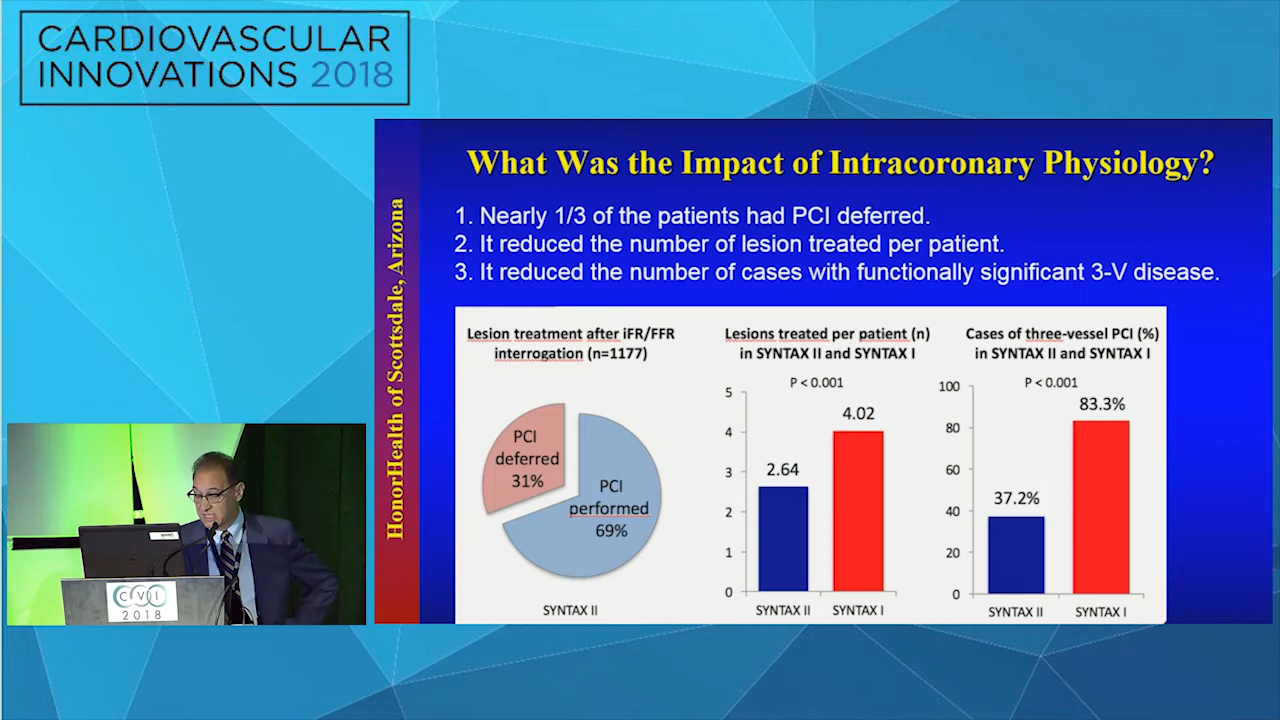 CARDIOVASCULAR
INNOVATIONS 2018
What Was the Impact of Intracoronary Physiology?
1. Nearly 1/3 of the patients had PCI deferred.
2. It reduced the number of lesion treated per patient.
3. It reduced the number of cases with functionally significant 3-V disease.
HonorHealth of Scottsdale, Arizona
Lesion treatment after iFR/FFR
interrogation (n=1177)
PCI
deferred
31%
PCI
performed
69%
SYNTAX II
Lesions treated per patient (n)
in SYNTAX II and SYNTAX I
P < 0.001
5
4
3
2
1
0
2.64
4.02
SYNTAX II
SYNTAX I
Cases of three-vessel PCI (%)
in SYNTAX II and SYNTAX I
P < 0.001
100
80
60
40
20
0
37.2%
83.3%
SYNTAX II
SYNTAX I
CVI
2018